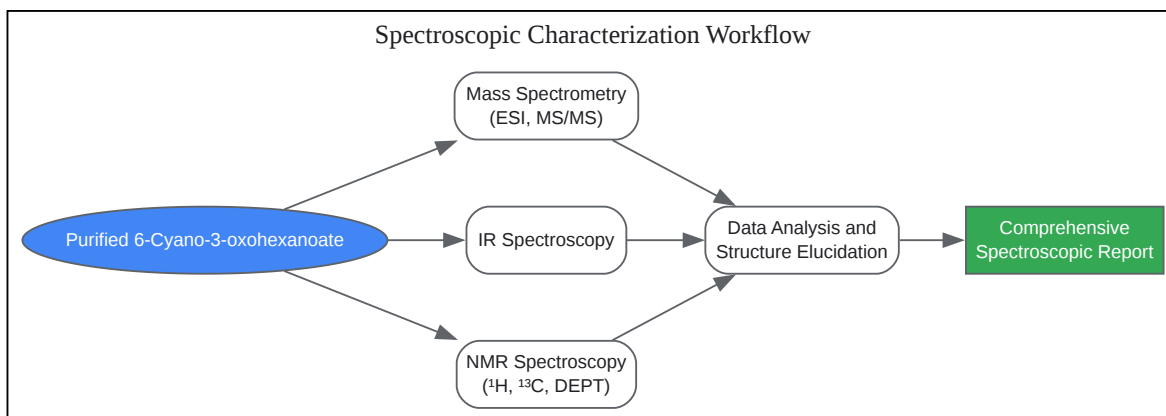 Spectroscopic Characterization Workflow
Mass Spectrometry
(ESI, MS/MS)
Purified 6-Cyano-3-oxohexanoate
IR Spectroscopy
Data Analysis and
Structure Elucidation
Comprehensive
Spectroscopic Report
NMR Spectroscopy
(¹H, ¹³C, DEPT)